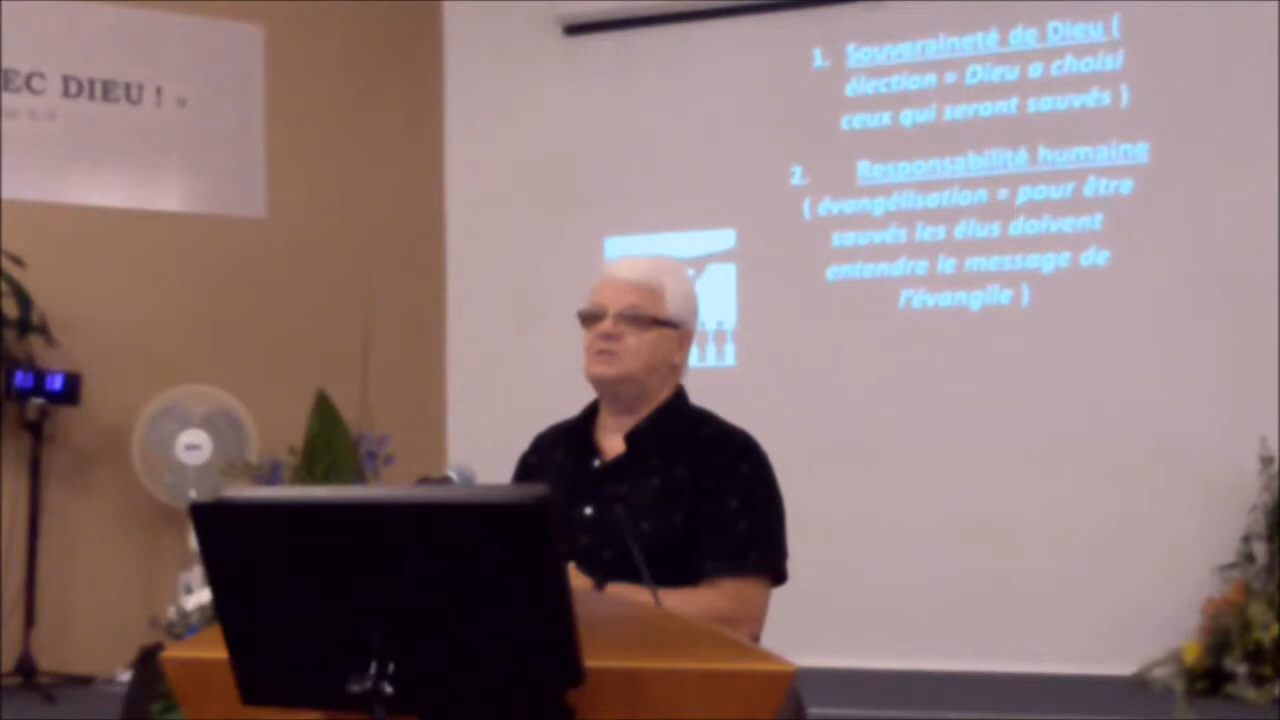 EC DIEU ! »
1. Souveraineté de Dieu (
élection = Dieu a choisi
ceux qui seront sauvés )
2. Responsabilité humaine
( évangélisation = pour être
sauvés les élus doivent
entendre le message de
l'évangile )